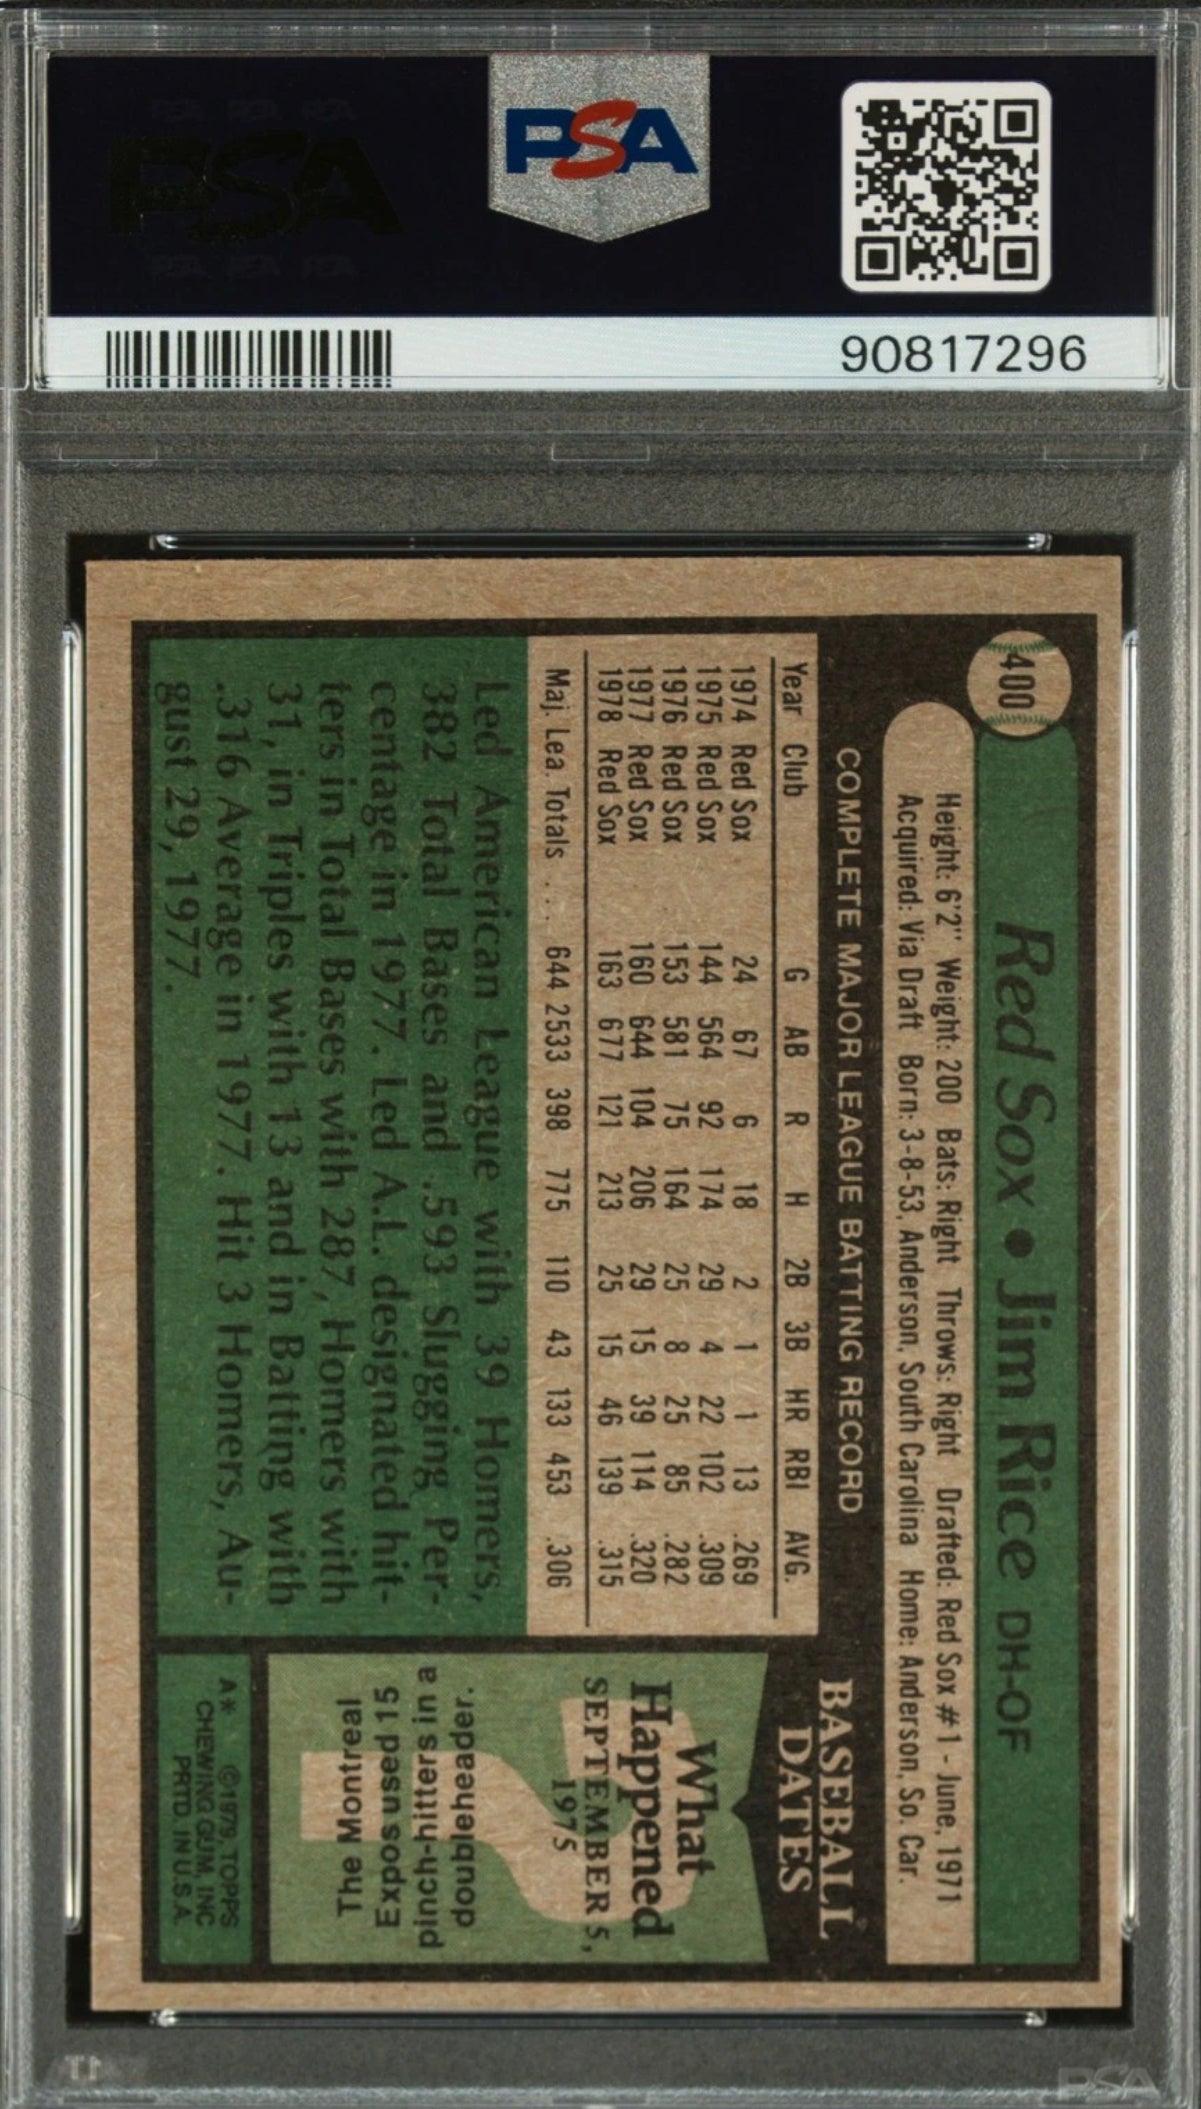 PSA
PSA PSA PSA
PSA
PSA PSA PSA
90817296
400
Red Sox • Jim Rice DH-OF
Height: 6'2" Weight: 200 Bats: Right Throws: Right Drafted: Red Sox #1 - June, 1971
Acquired: Via Draft Born: 3-8-53, Anderson, South Carolina Home: Anderson, So. Car.
COMPLETE MAJOR LEAGUE BATTING RECORD
Year Club G AB R H 2B 3B HR RBI AVG.
1974 Red Sox 24 67 6 18 2 1 1 13 .269
1975 Red Sox 144 564 92 174 29 4 22 102 .309
1976 Red Sox 153 581 75 164 25 8 25 85 .282
1977 Red Sox 160 644 104 206 29 15 39 114 .320
1978 Red Sox 163 677 121 213 25 15 46 139 .315
Maj. Lea. Totals . . . 644 2533 398 775 110 43 133 453 .306
Led American League with 39 Homers,
382 Total Bases and .593 Slugging Per-
centage in 1977. Led A.L. designated hit-
ters in Total Bases with 287, Homers with
31, in Triples with 13 and in Batting with
.316 Average in 1977. Hit 3 Homers, Au-
gust 29, 1977.
BASEBALL
DATES
What
Happened
SEPTEMBER 5,
1975
The Montreal
Expos used 15
pinch-hitters in a
doubleheader.
A* ©1979, TOPPS
CHEWING GUM, INC
PRTD. IN U.S.A.
PSA